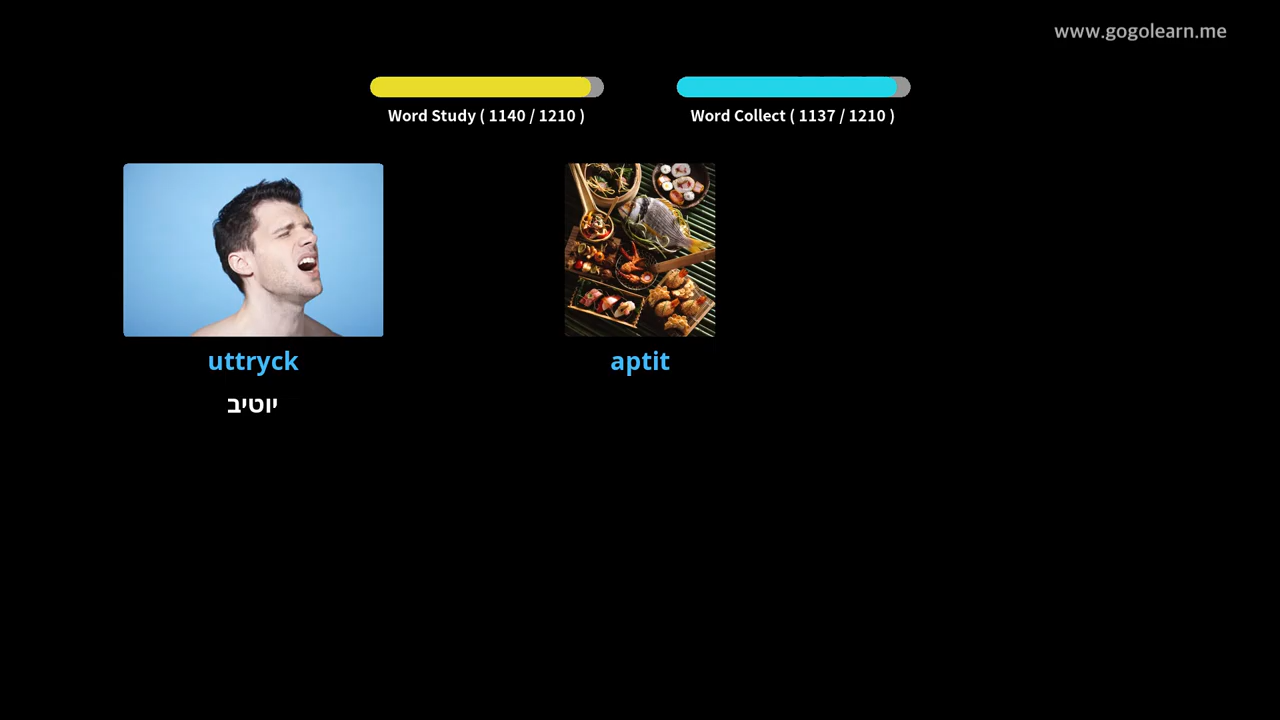 www.gogolearn.me
Word Study ( 1140 / 1210 )
Word Collect ( 1137 / 1210 )
uttryck
aptit
יוטיב